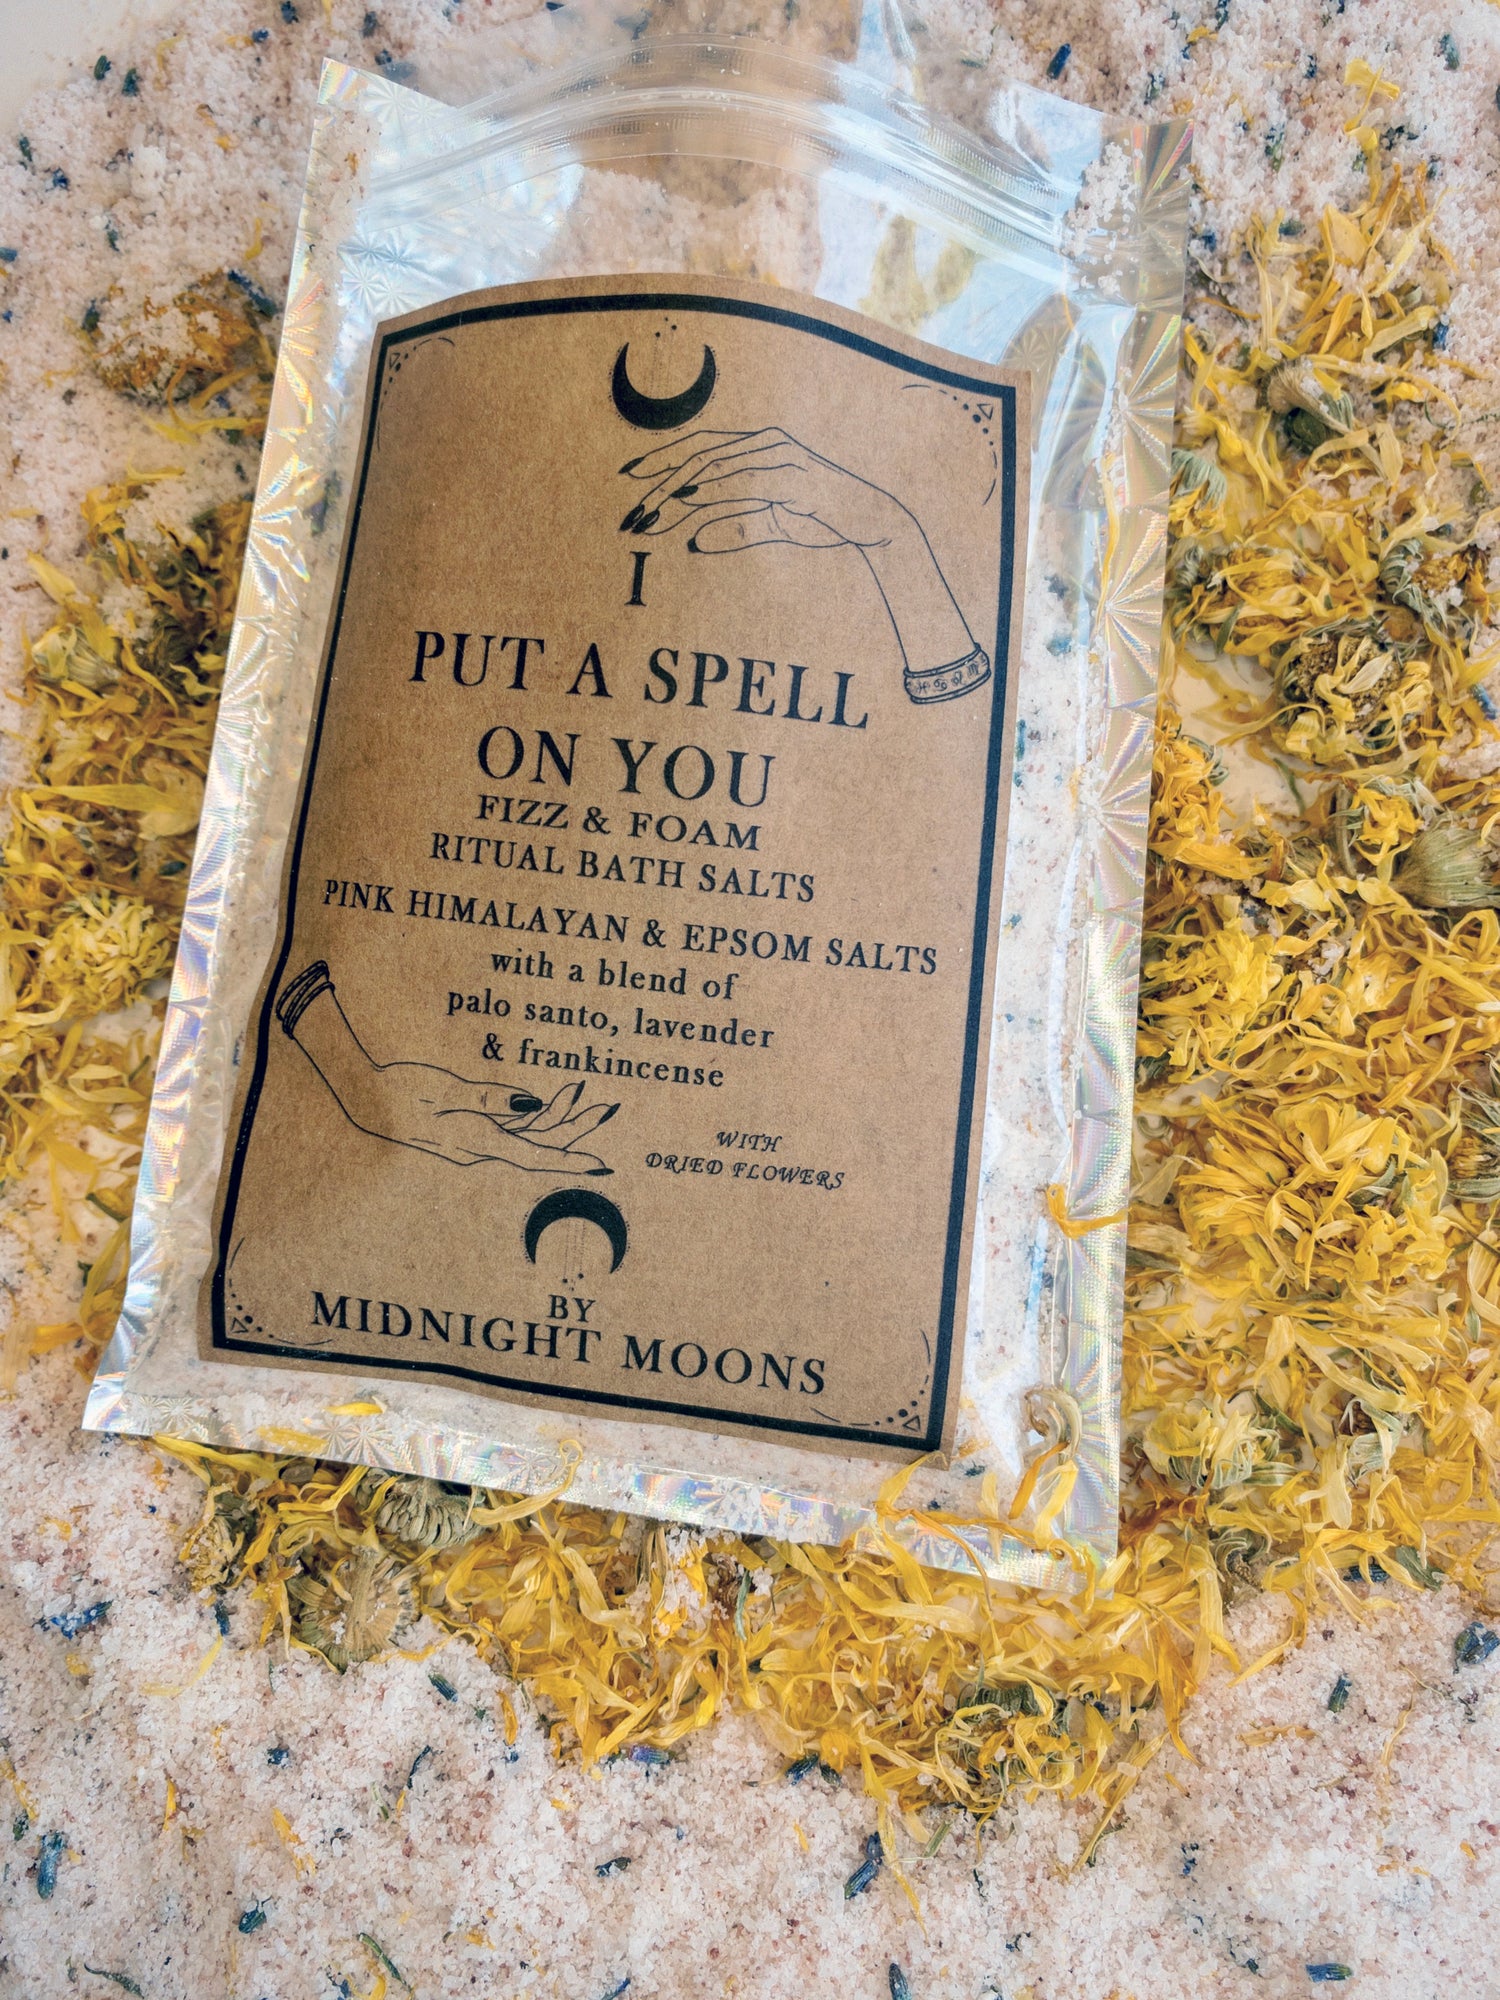 I
PUT A SPELL
ON YOU
FIZZ & FOAM
RITUAL BATH SALTS
PINK HIMALAYAN & EPSOM SALTS
with a blend of
palo santo, lavender
& frankincense
WITH
DRIED FLOWERS
BY
MIDNIGHT MOONS